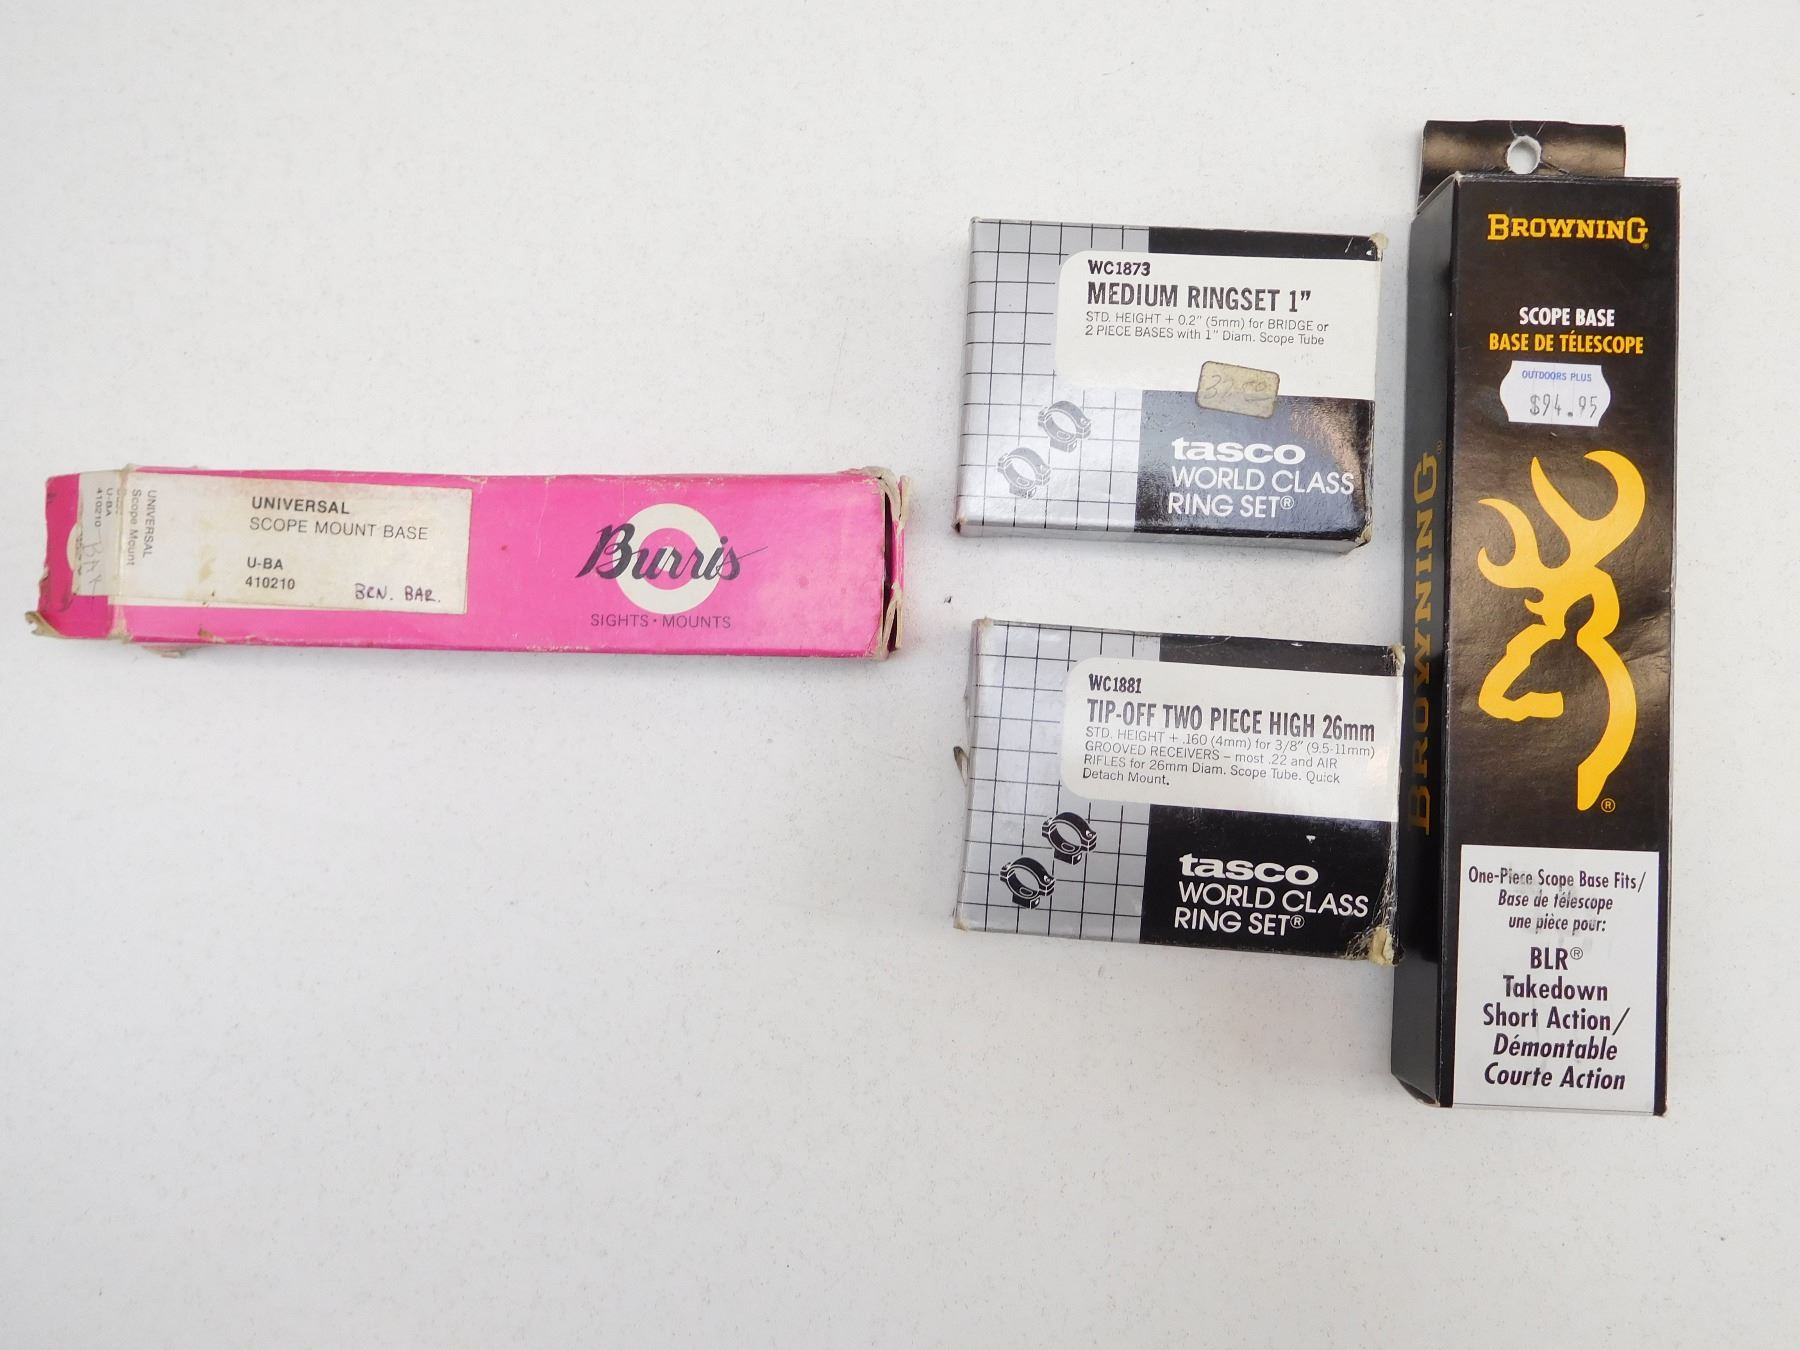 UNIVERSAL
SCOPE MOUNT BASE
U-BA
410210
BCN. BAR.
UNIVERSAL
Scope Mount
U-BA
410210
Burris
SIGHTS · MOUNTS
WC1873
MEDIUM RINGSET 1”
STD. HEIGHT + 0.2” (5mm) for BRIDGE or
2 PIECE BASES with 1” Diam. Scope Tube
tasco
WORLD CLASS
RING SET®
WC1881
TIP-OFF TWO PIECE HIGH 26mm
STD. HEIGHT + .160 (4mm) for 3/8” (9.5-11mm)
GROOVED RECEIVERS – most .22 and AIR
RIFLES for 26mm Diam. Scope Tube. Quick
Detach Mount.
tasco
WORLD CLASS
RING SET®
BROWNING
BROWNING
SCOPE BASE
BASE DE TÉLESCOPE
OUTDOORS PLUS
$94.95
®
One-Piece Scope Base Fits/
Base de télescope
une pièce pour:
BLR®
Takedown
Short Action/
Démontable
Courte Action